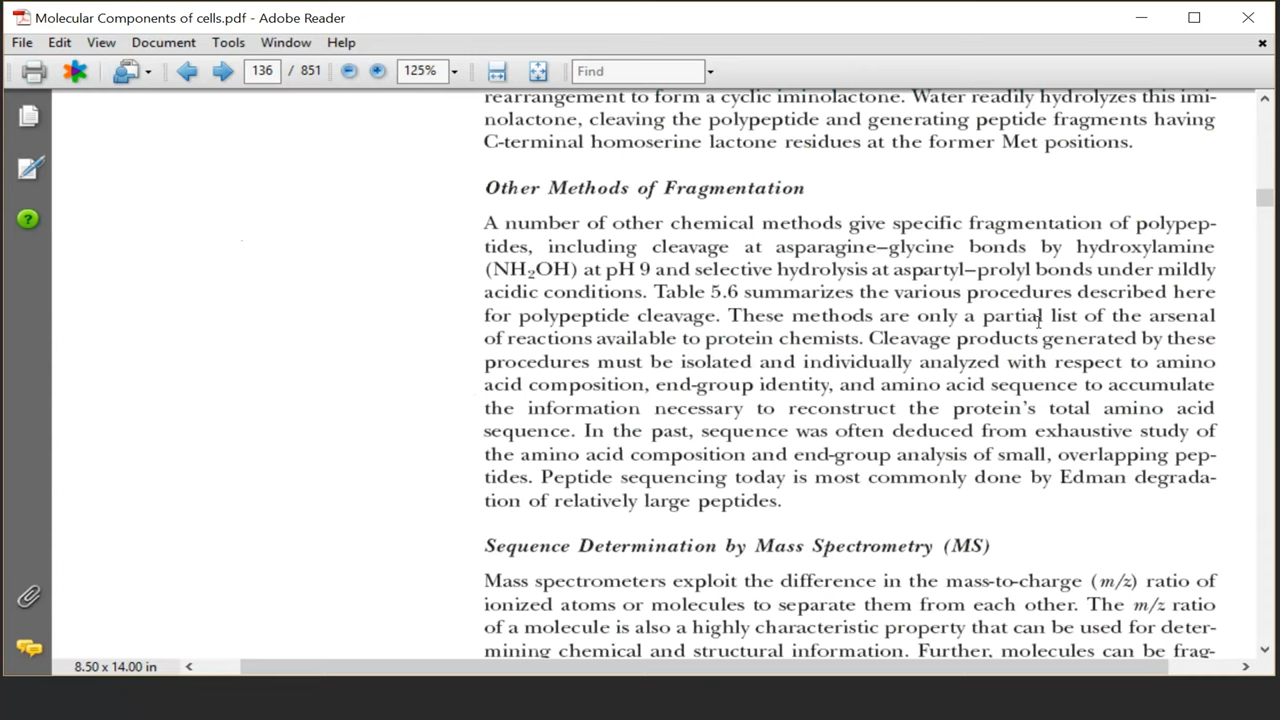 Molecular Components of cells.pdf - Adobe Reader
File Edit View Document Tools Window Help
136 / 851 125% Find
rearrangement to form a cyclic iminolactone. Water readily hydrolyzes this imi-
nolactone, cleaving the polypeptide and generating peptide fragments having
C-terminal homoserine lactone residues at the former Met positions.
Other Methods of Fragmentation
A number of other chemical methods give specific fragmentation of polypep-
tides, including cleavage at asparagine–glycine bonds by hydroxylamine
(NH₂OH) at pH 9 and selective hydrolysis at aspartyl–prolyl bonds under mildly
acidic conditions. Table 5.6 summarizes the various procedures described here
for polypeptide cleavage. These methods are only a partial list of the arsenal
of reactions available to protein chemists. Cleavage products generated by these
procedures must be isolated and individually analyzed with respect to amino
acid composition, end-group identity, and amino acid sequence to accumulate
the information necessary to reconstruct the protein’s total amino acid
sequence. In the past, sequence was often deduced from exhaustive study of
the amino acid composition and end-group analysis of small, overlapping pep-
tides. Peptide sequencing today is most commonly done by Edman degrada-
tion of relatively large peptides.
Sequence Determination by Mass Spectrometry (MS)
Mass spectrometers exploit the difference in the mass-to-charge (m/z) ratio of
ionized atoms or molecules to separate them from each other. The m/z ratio
of a molecule is also a highly characteristic property that can be used for deter-
mining chemical and structural information. Further, molecules can be frag-
8.50 x 14.00 in